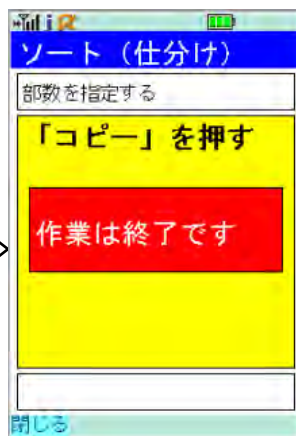 ソート（仕分け）
部数を指定する
「コピー」を押す
作業は終了です
閉じる